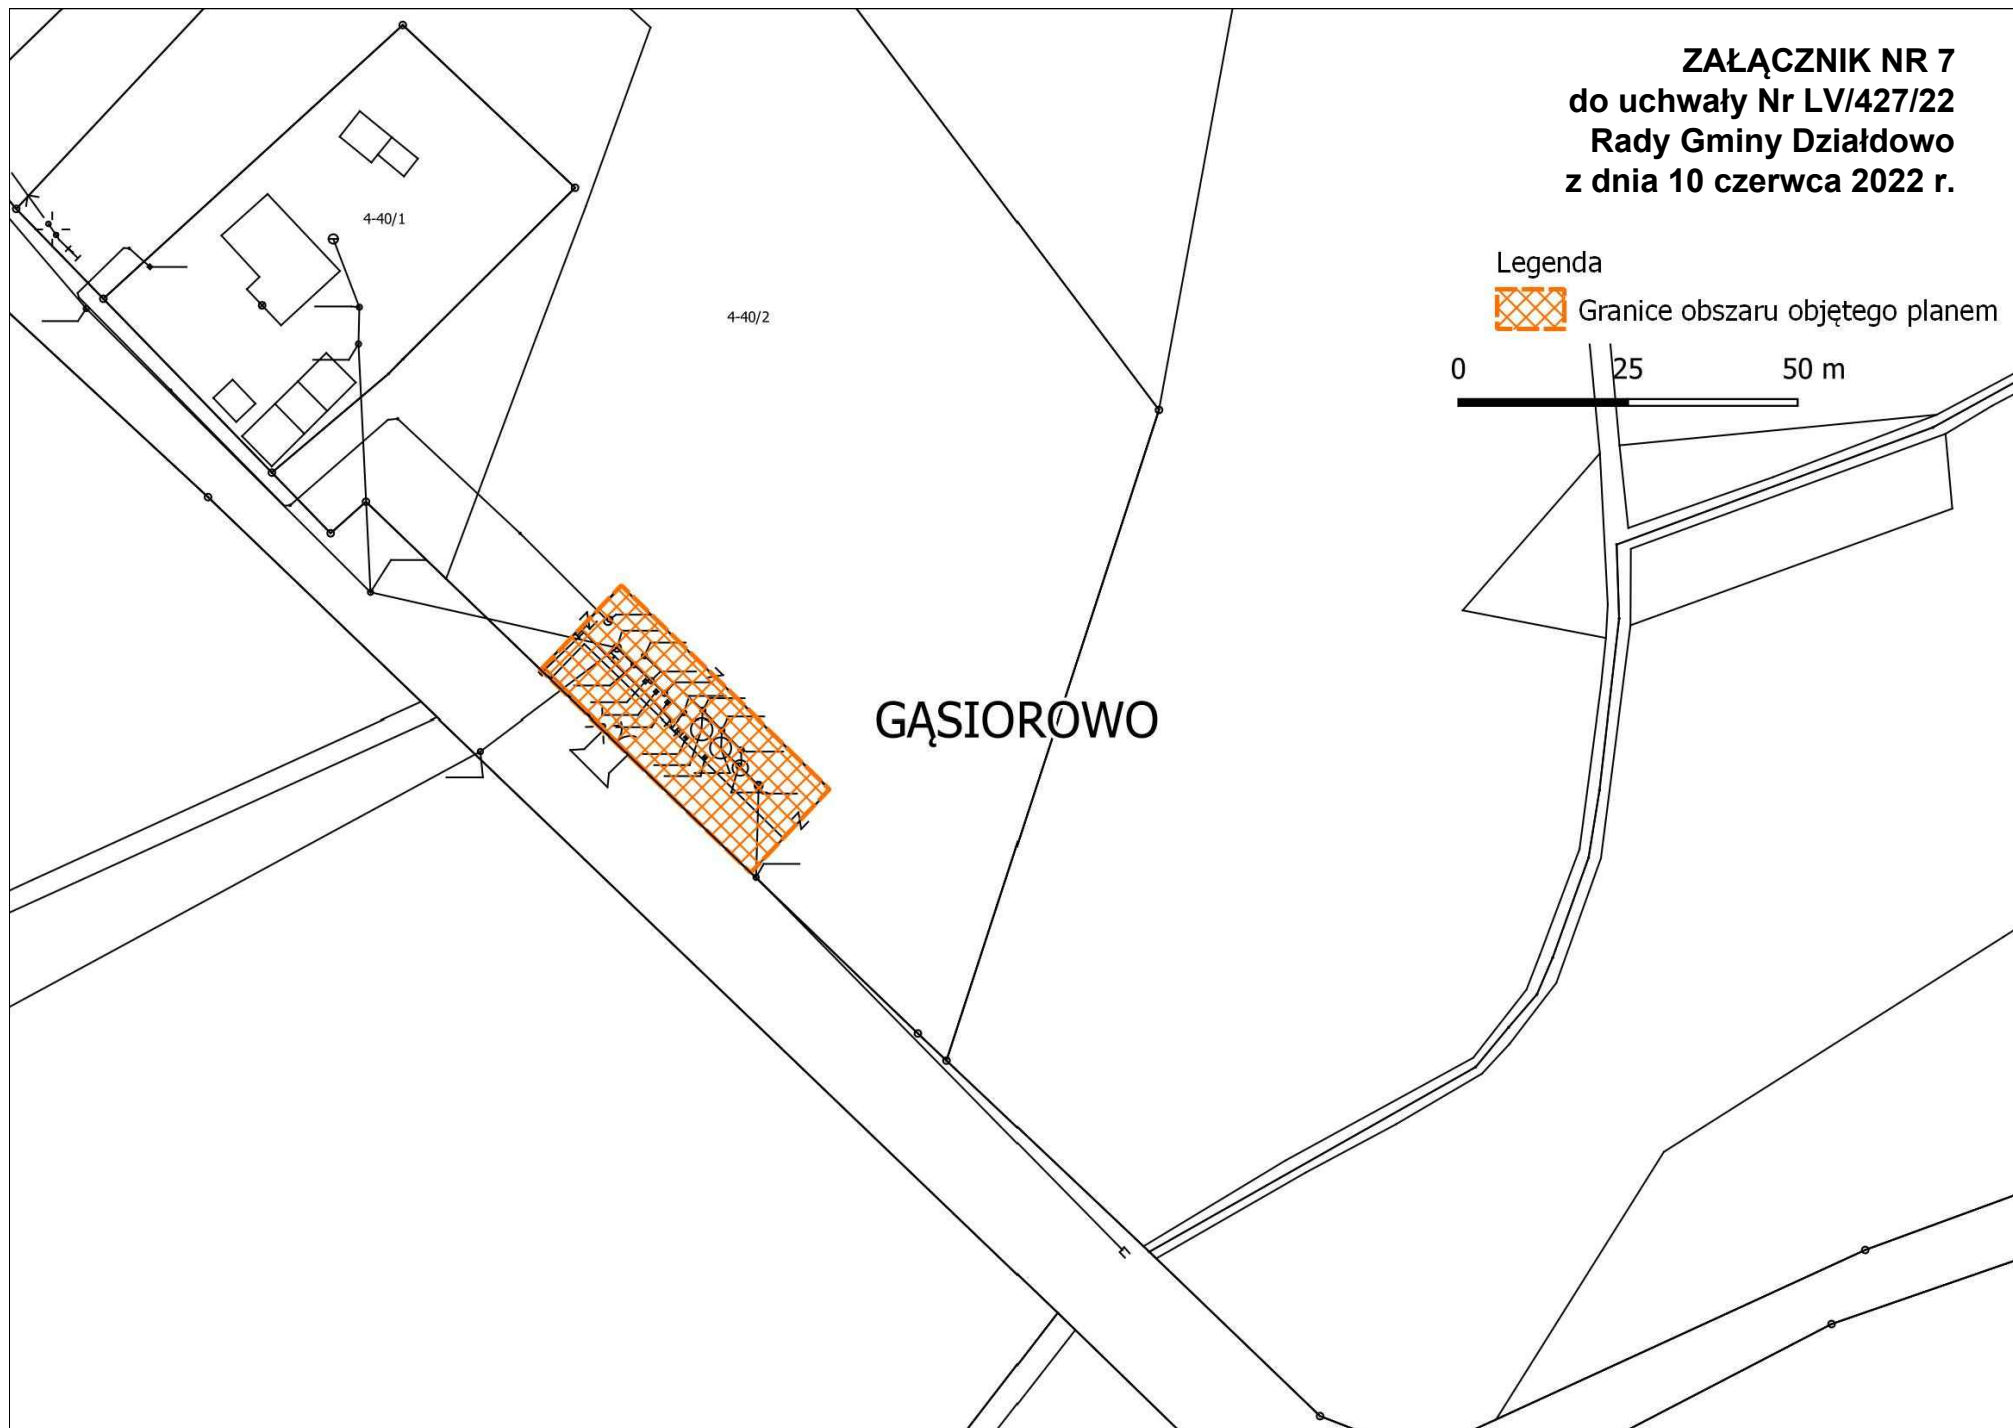 ZAŁĄCZNIK NR 7
do uchwały Nr LV/427/22
Rady Gminy Działdowo
z dnia 10 czerwca 2022 r.
Legenda
Granice obszaru objętego planem
0 25 50 m
4-40/1
4-40/2
GĄSIOROWO